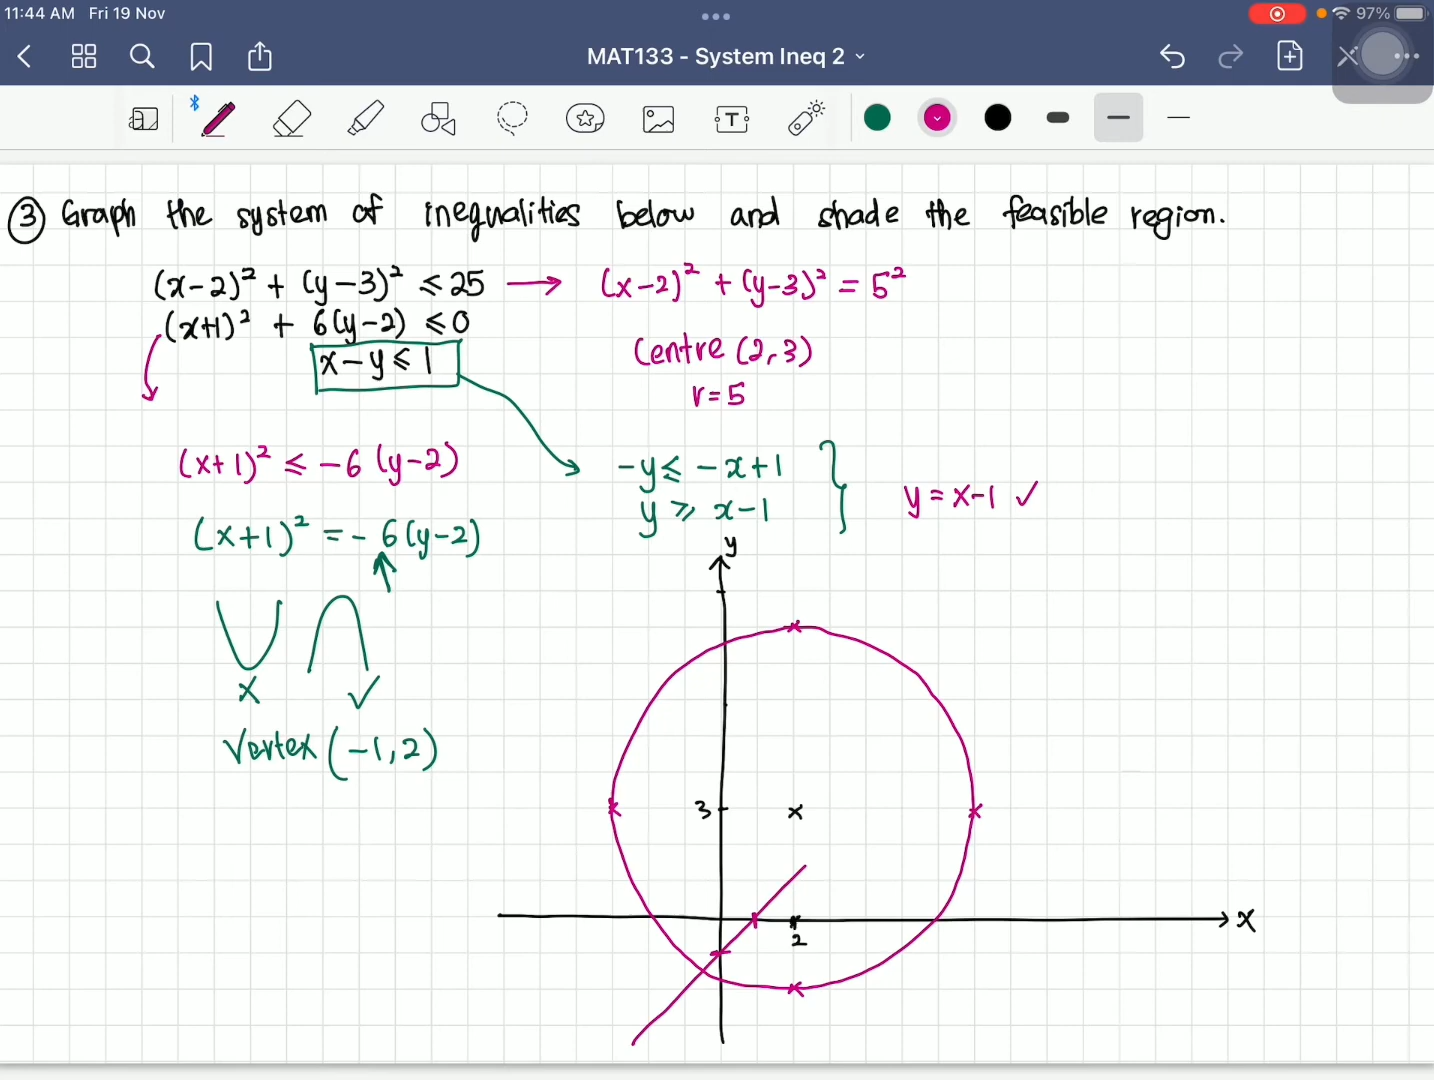 11:44 AM Fri 19 Nov
97%
MAT133 - System Ineq 2
T
③ Graph the system of inequalities below and shade the feasible region.
(x-2)² + (y-3)² ≤ 25 → (x-2)² + (y-3)² = 5²
(x+1)² + 6(y-2) ≤ 0
x-y ≤ 1
Centre (2,3)
r = 5
(x+1)² ≤ -6 (y-2)
-y ≤ -x+1
y ≥ x-1
y = x-1 ✓
(x+1)² = -6(y-2)
y
x ✓
Vertex (-1,2)
3
x
2